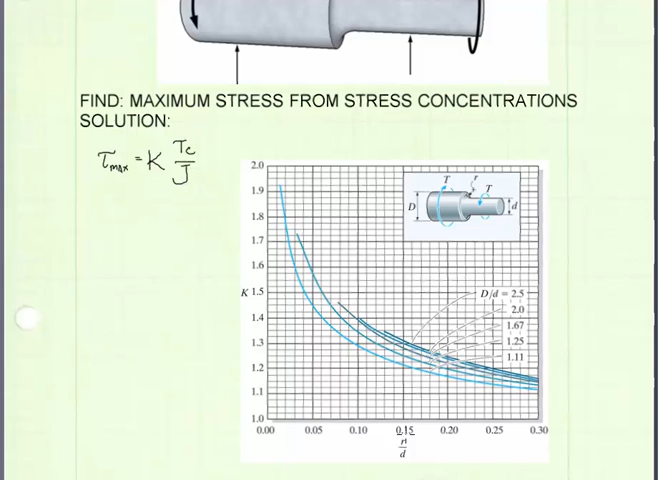 FIND: MAXIMUM STRESS FROM STRESS CONCENTRATIONS
SOLUTION:
τmax = K Tc/J
2.0
1.9
1.8
1.7
1.6
K 1.5
1.4
1.3
1.2
1.1
1.0
T
r
T
D
d
D/d = 2.5
2.0
1.67
1.25
1.11
0.00 0.05 0.10 0.15 0.20 0.25 0.30
r
d